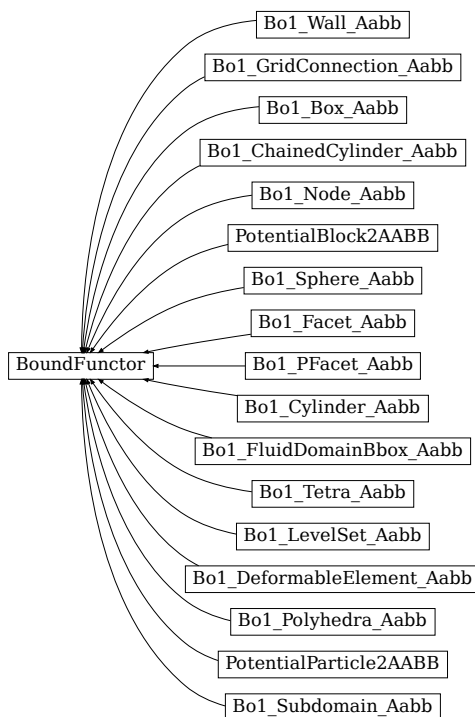 Bo1_Wall_Aabb
Bo1_GridConnection_Aabb
Bo1_Box_Aabb
Bo1_ChainedCylinder_Aabb
Bo1_Node_Aabb
PotentialBlock2AABB
Bo1_Sphere_Aabb
Bo1_Facet_Aabb
BoundFunctor
Bo1_PFacet_Aabb
Bo1_Cylinder_Aabb
Bo1_FluidDomainBbox_Aabb
Bo1_Tetra_Aabb
Bo1_LevelSet_Aabb
Bo1_DeformableElement_Aabb
Bo1_Polyhedra_Aabb
PotentialParticle2AABB
Bo1_Subdomain_Aabb